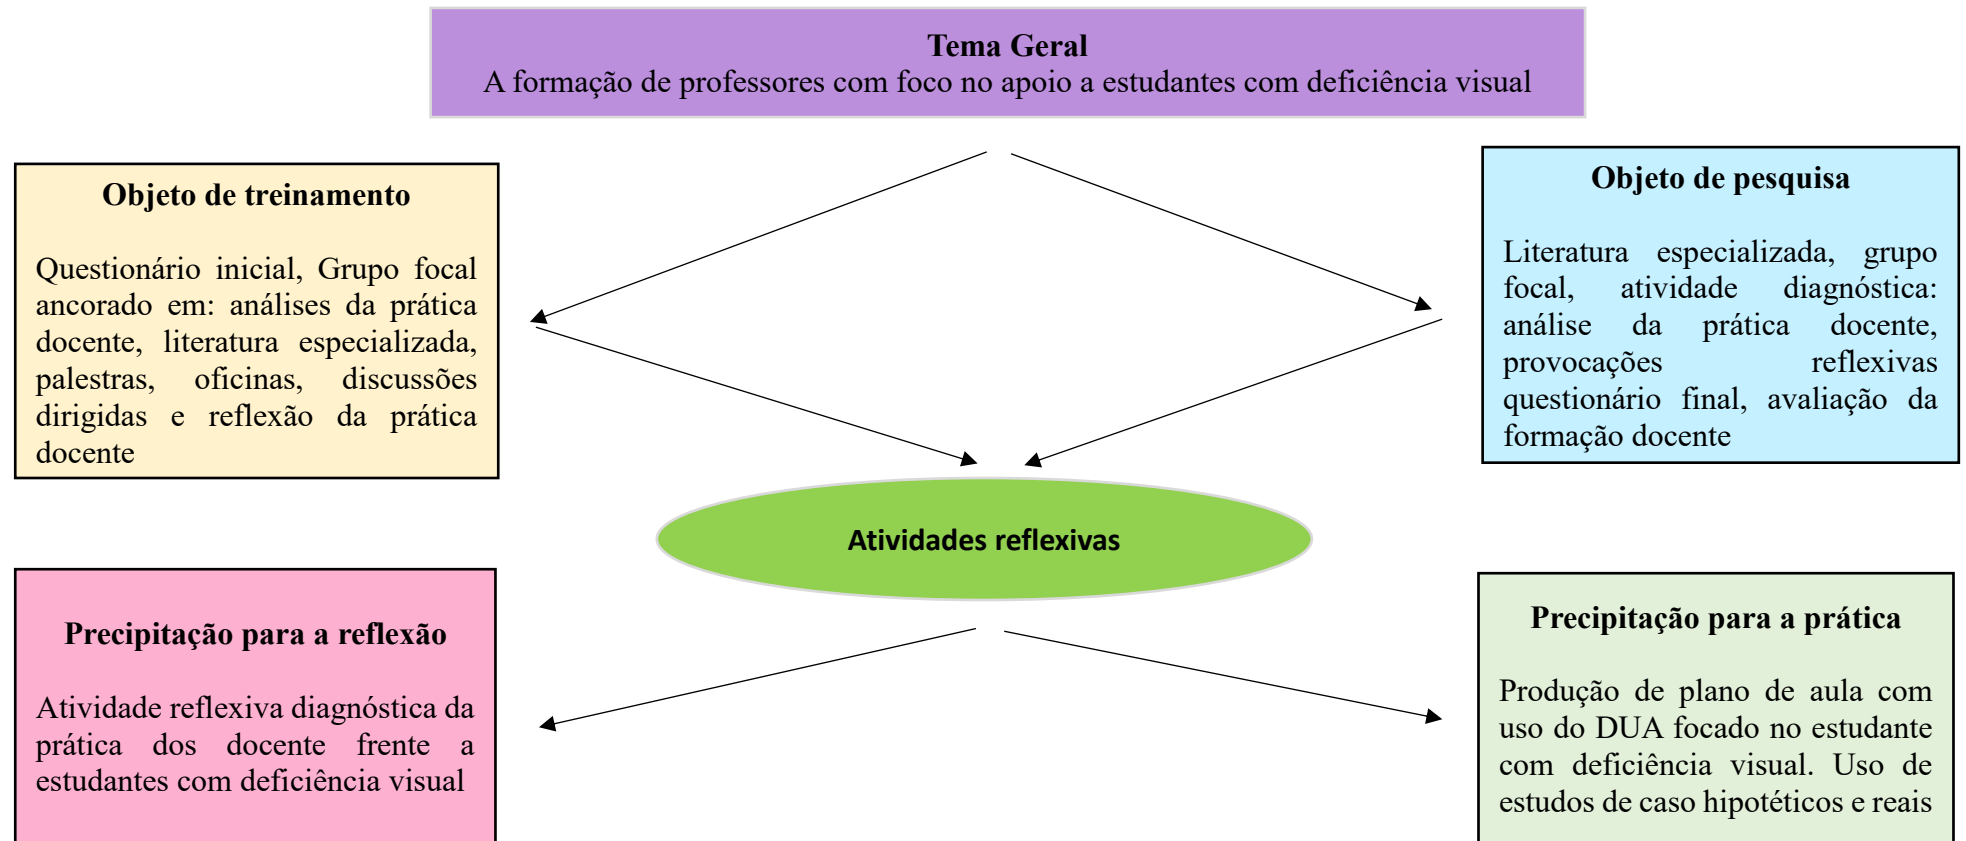 Tema Geral
A formação de professores com foco no apoio a estudantes com deficiência visual
Objeto de treinamento
Questionário inicial, Grupo focal
ancorado em: análises da prática
docente, literatura especializada,
palestras, oficinas, discussões
dirigidas e reflexão da prática
docente
Objeto de pesquisa
Literatura especializada, grupo
focal, atividade diagnóstica:
análise da prática docente,
provocações reflexivas
questionário final, avaliação da
formação docente
Atividades reflexivas
Precipitação para a reflexão
Atividade reflexiva diagnóstica da
prática dos docente frente a
estudantes com deficiência visual
Precipitação para a prática
Produção de plano de aula com
uso do DUA focado no estudante
com deficiência visual. Uso de
estudos de caso hipotéticos e reais